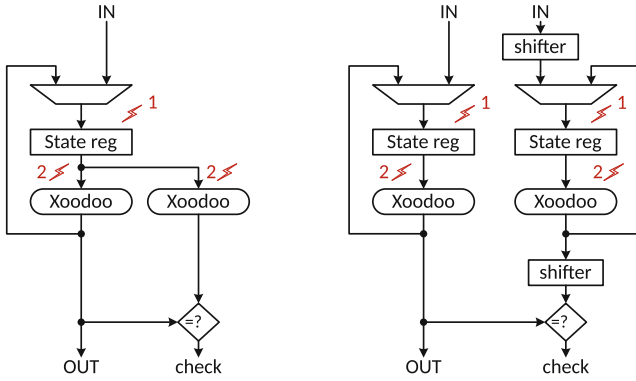 IN
1
State reg
2
2
Xoodoo
Xoodoo
=?
OUT
check
IN
IN
shifter
1
1
State reg
State reg
2
2
Xoodoo
Xoodoo
shifter
=?
OUT
check